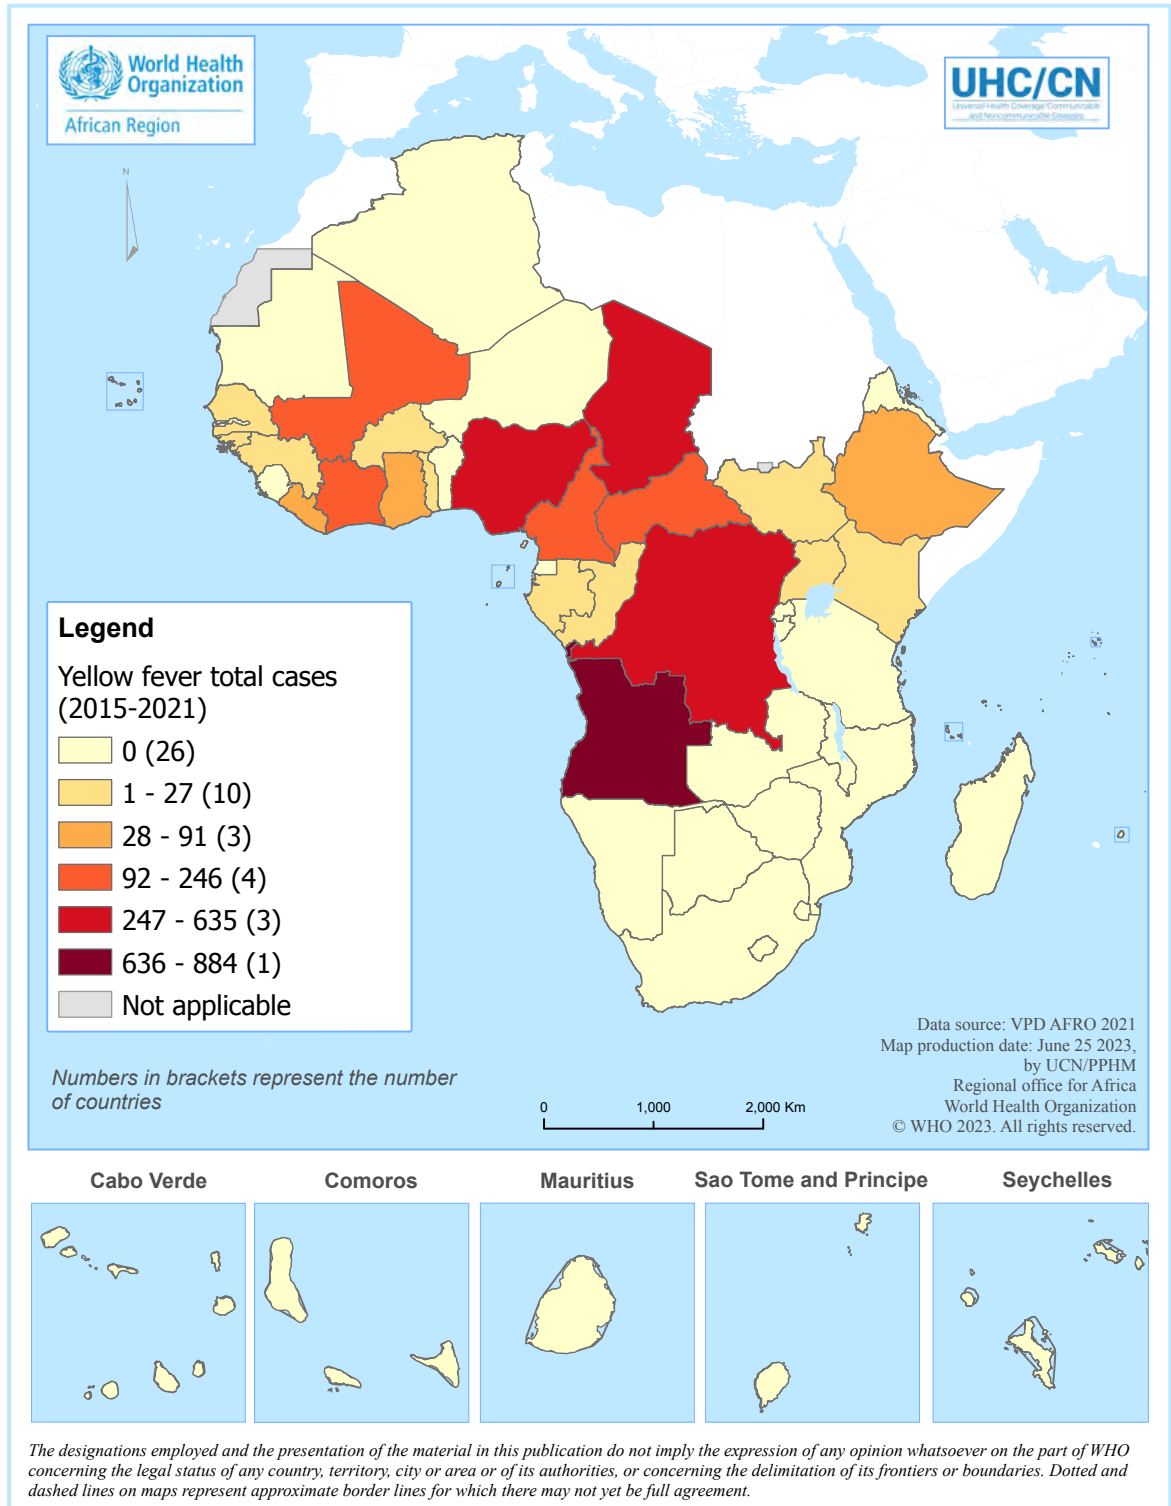 World Health
Organization
African Region
UHC/CN
Universal Health Coverage/Communicable
and Noncommunicable Diseases
N
Legend
Yellow fever total cases
(2015-2021)
0 (26)
1 - 27 (10)
28 - 91 (3)
92 - 246 (4)
247 - 635 (3)
636 - 884 (1)
Not applicable
Numbers in brackets represent the number
of countries
0 1,000 2,000 Km
Data source: VPD AFRO 2021
Map production date: June 25 2023,
by UCN/PPHM
Regional office for Africa
World Health Organization
© WHO 2023. All rights reserved.
Cabo Verde
Comoros
Mauritius
Sao Tome and Principe
Seychelles
The designations employed and the presentation of the material in this publication do not imply the expression of any opinion whatsoever on the part of WHO
concerning the legal status of any country, territory, city or area or of its authorities, or concerning the delimitation of its frontiers or boundaries. Dotted and
dashed lines on maps represent approximate border lines for which there may not yet be full agreement.